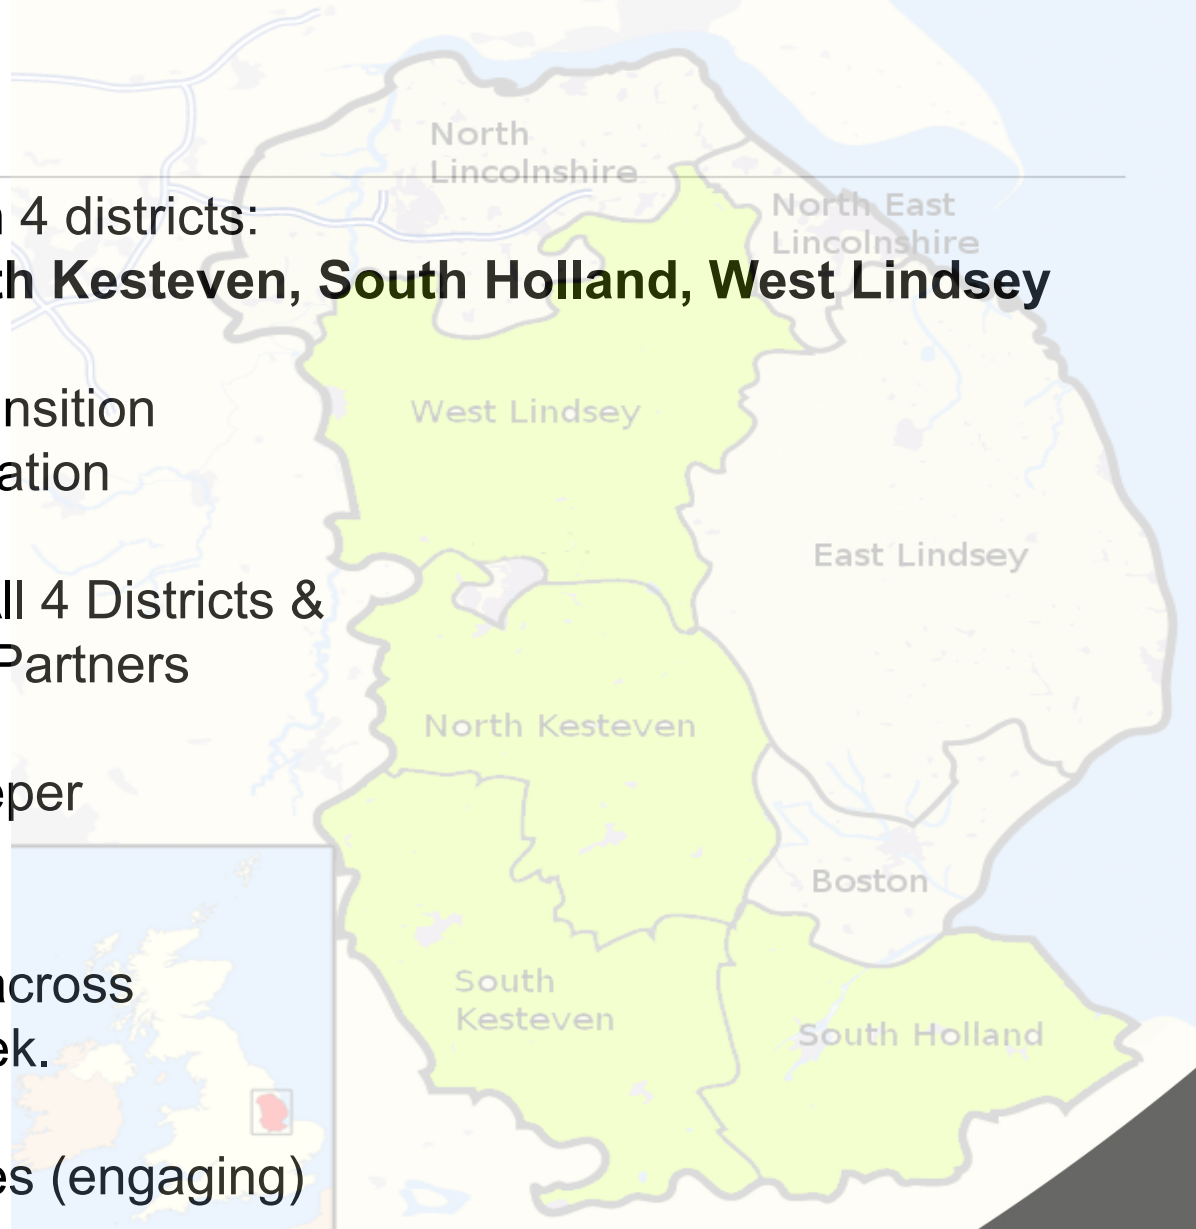 North
Lincolnshire
4 districts:
North East
Lincolnshire
th Kesteven, South Holland, West Lindsey
nsition
West Lindsey
ation
East Lindsey
ll 4 Districts &
Partners
North Kesteven
eper
Boston
across
South
Kesteven
South Holland
ek.
es (engaging)